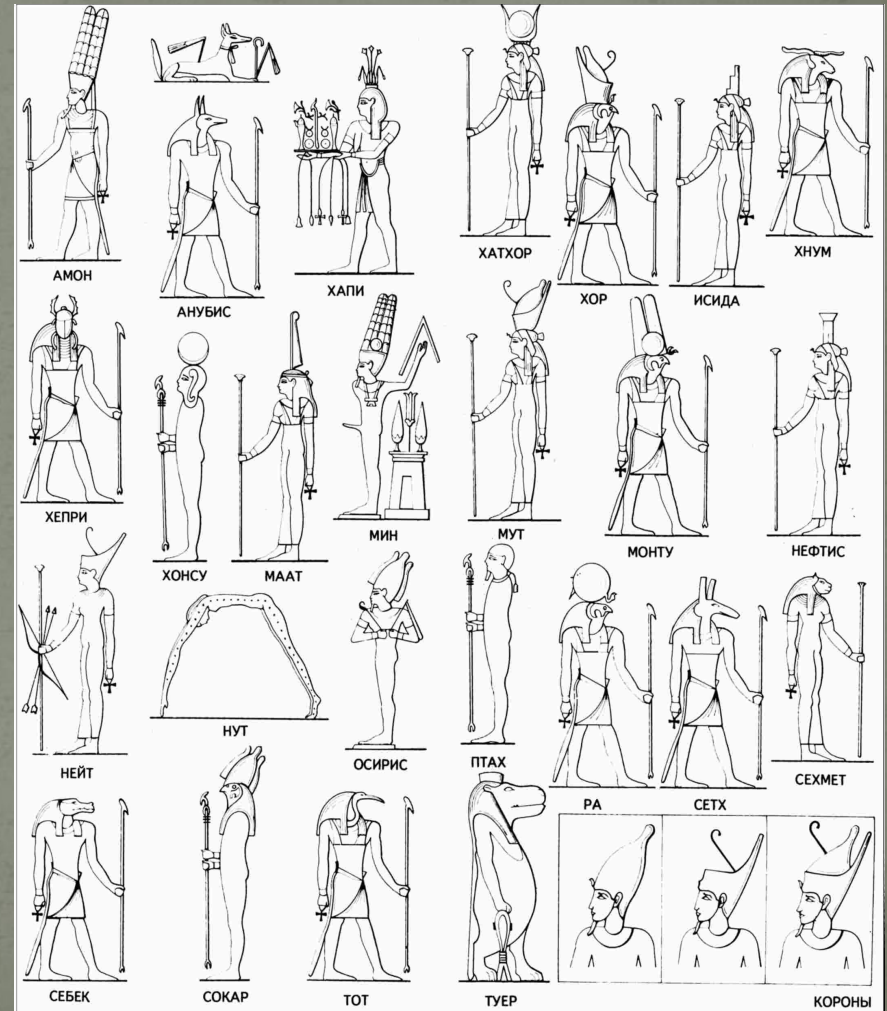 АМОН
АНУБИС
ХАПИ
ХАТХОР
ХОР
ИСИДА
ХНУМ
ХЕПРИ
ХОНСУ
МААТ
МИН
МУТ
МОНТУ
НЕФТИС
НЕЙТ
НУТ
ОСИРИС
ПТАХ
РА
СЕТХ
СЕХМЕТ
СЕБЕК
СОКАР
ТОТ
ТУЕР
КОРОНЫ